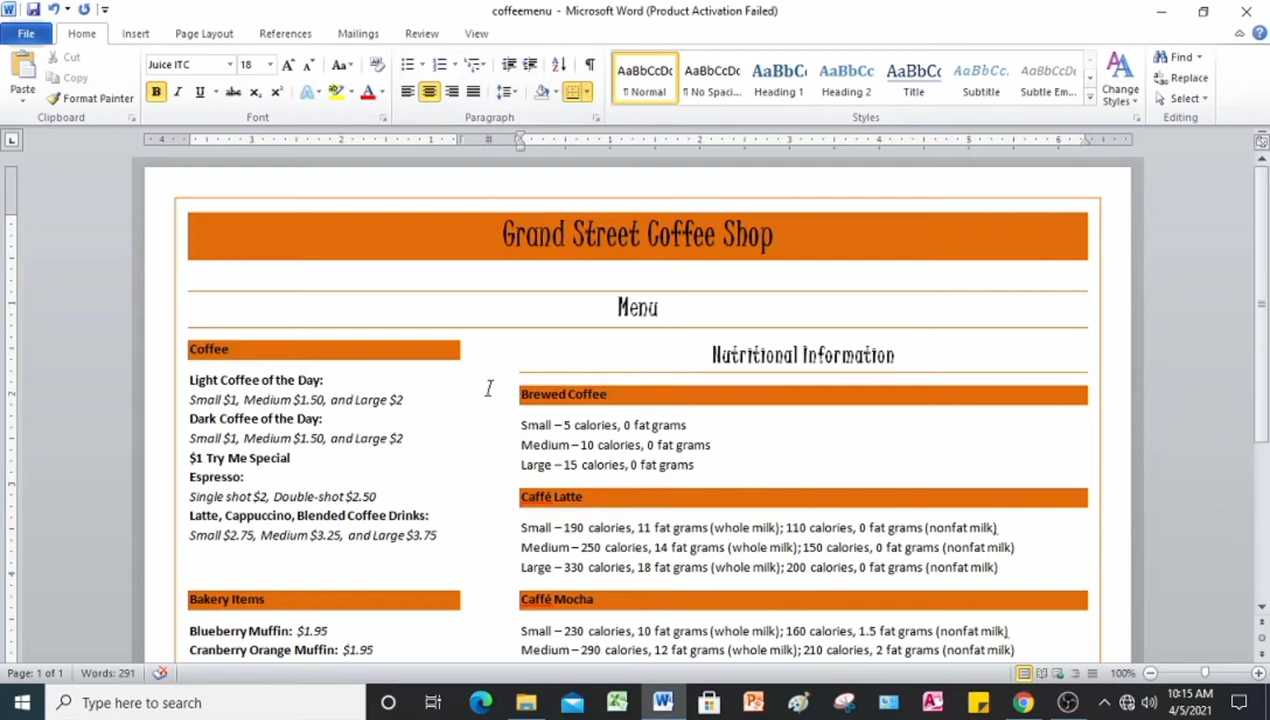 coffeemenu - Microsoft Word (Product Activation Failed)
File Home Insert Page Layout References Mailings Review View
Paste
Cut
Copy
Format Painter
Clipboard
Juice ITC 18
Font
Paragraph
AaBbCcDc ¶ Normal
AaBbCcDc ¶ No Spaci...
AaBbC Heading 1
AaBbCc Heading 2
AaBbCc Title
AaBbCc. Subtitle
AaBbCcDc Subtle Em...
Change Styles
Styles
Find
Replace
Select
Editing
4 3 2 1 1 2 3 4 5 6
Grand Street Coffee Shop
Menu
Coffee
Light Coffee of the Day:
Small $1, Medium $1.50, and Large $2
Dark Coffee of the Day:
Small $1, Medium $1.50, and Large $2
$1 Try Me Special
Espresso:
Single shot $2, Double-shot $2.50
Latte, Cappuccino, Blended Coffee Drinks:
Small $2.75, Medium $3.25, and Large $3.75
Bakery Items
Blueberry Muffin: $1.95
Cranberry Orange Muffin: $1.95
Nutritional Information
Brewed Coffee
Small – 5 calories, 0 fat grams
Medium – 10 calories, 0 fat grams
Large – 15 calories, 0 fat grams
Caffé Latte
Small – 190 calories, 11 fat grams (whole milk); 110 calories, 0 fat grams (nonfat milk)
Medium – 250 calories, 14 fat grams (whole milk); 150 calories, 0 fat grams (nonfat milk)
Large – 330 calories, 18 fat grams (whole milk); 200 calories, 0 fat grams (nonfat milk)
Caffé Mocha
Small – 230 calories, 10 fat grams (whole milk); 160 calories, 1.5 fat grams (nonfat milk)
Medium – 290 calories, 12 fat grams (whole milk); 210 calories, 2 fat grams (nonfat milk)
Page: 1 of 1 Words: 291
100%
Type here to search
10:15 AM
4/5/2021